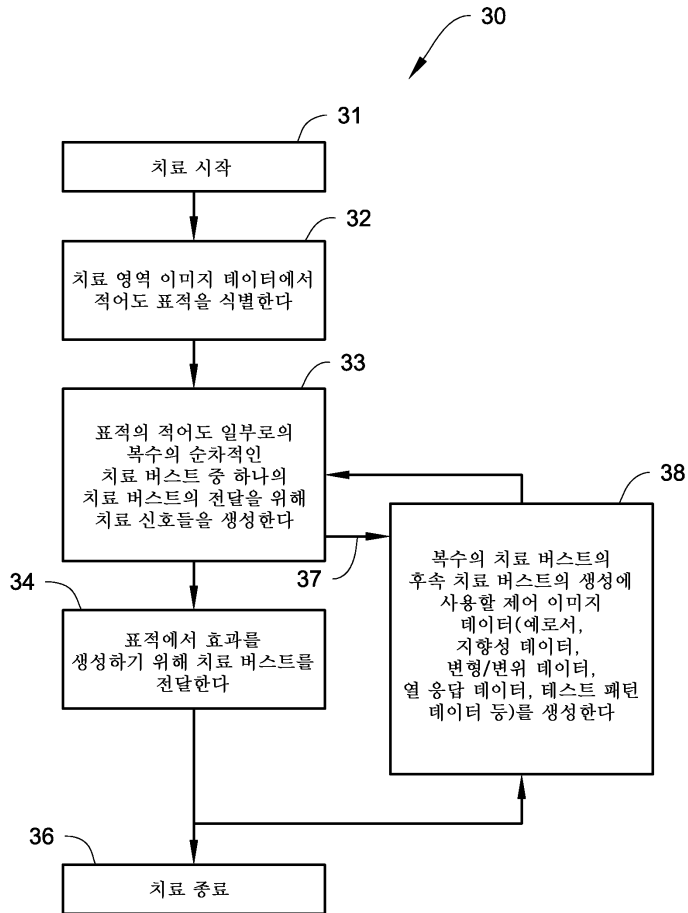 30
31
치료 시작
32
치료 영역 이미지 데이터에서
적어도 표적을 식별한다
33
표적의 적어도 일부로의
복수의 순차적인
치료 버스트 중 하나의
치료 버스트의 전달을 위해
치료 신호들을 생성한다
37
38
복수의 치료 버스트의
후속 치료 버스트의 생성에
사용할 제어 이미지
데이터(예로서,
지향성 데이터,
변형/변위 데이터,
열 응답 데이터, 테스트 패턴
데이터 등)를 생성한다
34
표적에서 효과를
생성하기 위해 치료 버스트를
전달한다
36
치료 종료